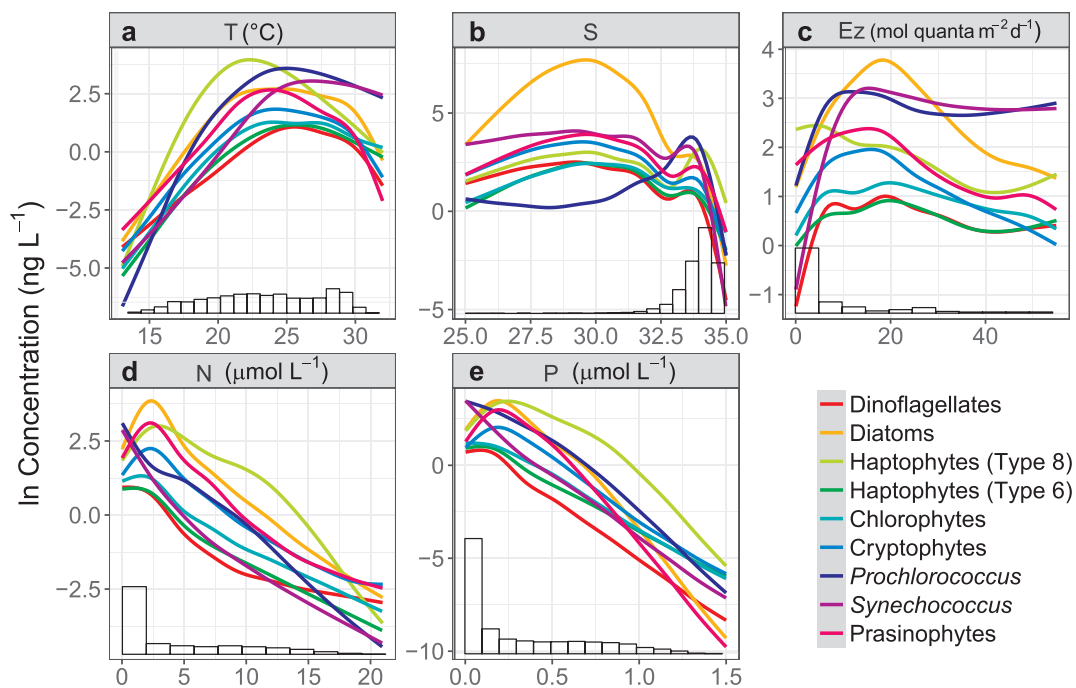 a T (°C)
b S
c Ez (mol quanta m⁻² d⁻¹)
ln Concentration (ng L⁻¹)
2.5
0.0
−2.5
−5.0
15 20 25 30
5
0
−5
25.0 27.5 30.0 32.5 35.0
4
3
2
1
0
−1
0 20 40
d N (μmol L⁻¹)
e P (μmol L⁻¹)
2.5
0.0
−2.5
0 5 10 15 20
0
−5
−10
0.0 0.5 1.0 1.5
Dinoflagellates
Diatoms
Haptophytes (Type 8)
Haptophytes (Type 6)
Chlorophytes
Cryptophytes
Prochlorococcus
Synechococcus
Prasinophytes